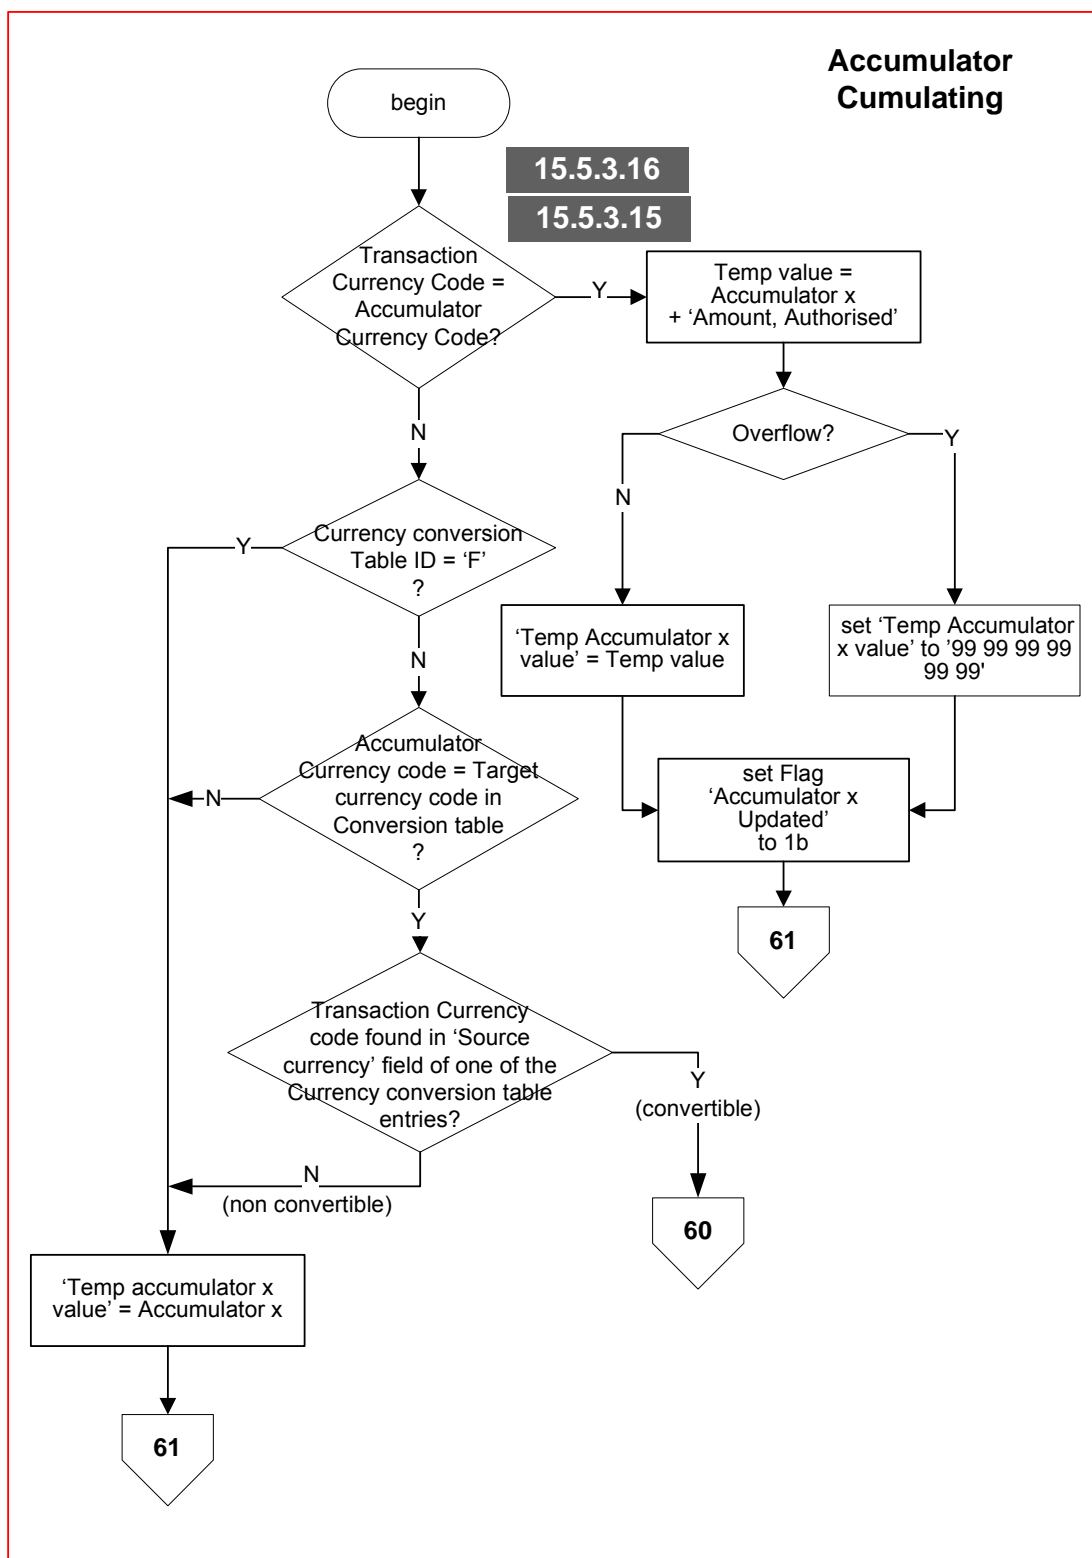 Accumulator
Cumulating
begin
15.5.3.16
15.5.3.15
Transaction
Currency Code =
Accumulator
Currency Code?
Y
Temp value =
Accumulator x
+ ‘Amount, Authorised’
N
Overflow?
Y
N
Currency conversion
Table ID = ‘F’
?
Y
N
‘Temp Accumulator x
value’ = Temp value
set ‘Temp Accumulator
x value’ to '99 99 99 99
99 99'
Accumulator
Currency code = Target
currency code in
Conversion table
?
N
Y
set Flag
‘Accumulator x
Updated’
to 1b
61
Transaction Currency
code found in ‘Source
currency’ field of one of the
Currency conversion table
entries?
Y
(convertible)
N
(non convertible)
60
‘Temp accumulator x
value’ = Accumulator x
61